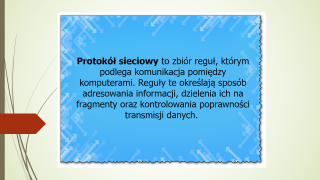 Protokół sieciowy to zbiór reguł, którym
podlega komunikacja pomiędzy
komputerami. Reguły te określają sposób
adresowania informacji, dzielenia ich na
fragmenty oraz kontrolowania poprawności
transmisji danych.